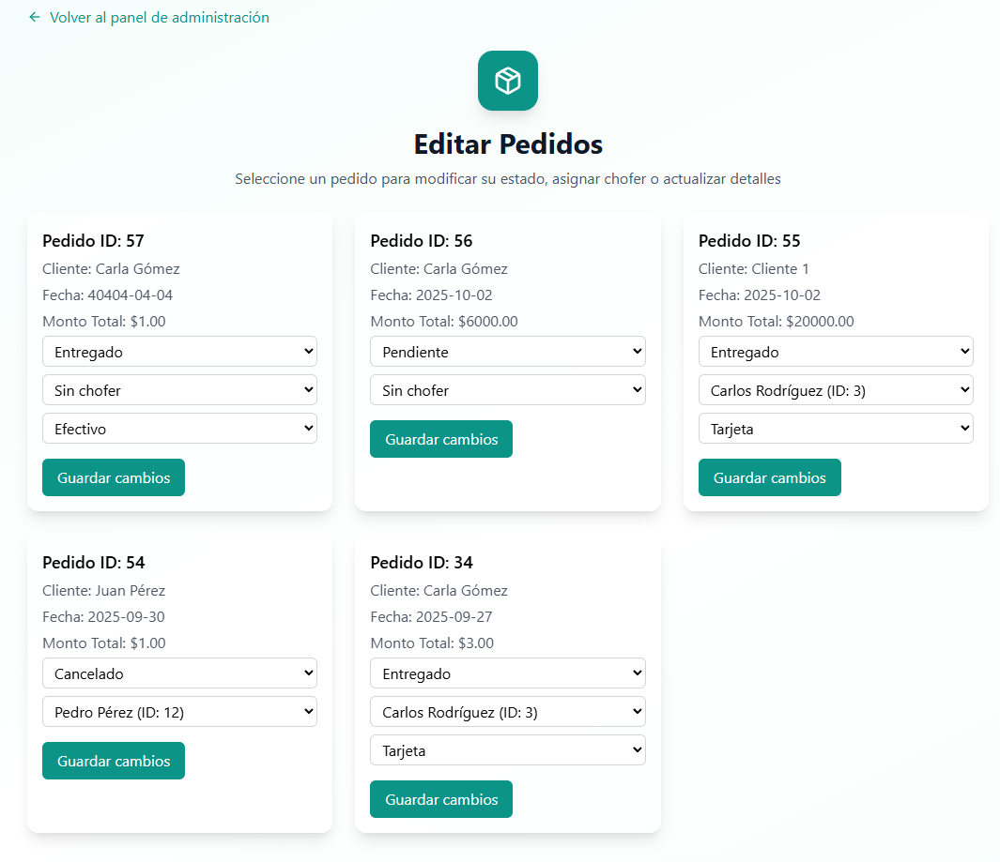 ← Volver al panel de administración
Editar Pedidos
Seleccione un pedido para modificar su estado, asignar chofer o actualizar detalles
Pedido ID: 57
Cliente: Carla Gómez
Fecha: 40404-04-04
Monto Total: $1.00
Entregado
Sin chofer
Efectivo
Guardar cambios
Pedido ID: 56
Cliente: Carla Gómez
Fecha: 2025-10-02
Monto Total: $6000.00
Pendiente
Sin chofer
Guardar cambios
Pedido ID: 55
Cliente: Cliente 1
Fecha: 2025-10-02
Monto Total: $20000.00
Entregado
Carlos Rodríguez (ID: 3)
Tarjeta
Guardar cambios
Pedido ID: 54
Cliente: Juan Pérez
Fecha: 2025-09-30
Monto Total: $1.00
Cancelado
Pedro Pérez (ID: 12)
Guardar cambios
Pedido ID: 34
Cliente: Carla Gómez
Fecha: 2025-09-27
Monto Total: $3.00
Entregado
Carlos Rodríguez (ID: 3)
Tarjeta
Guardar cambios